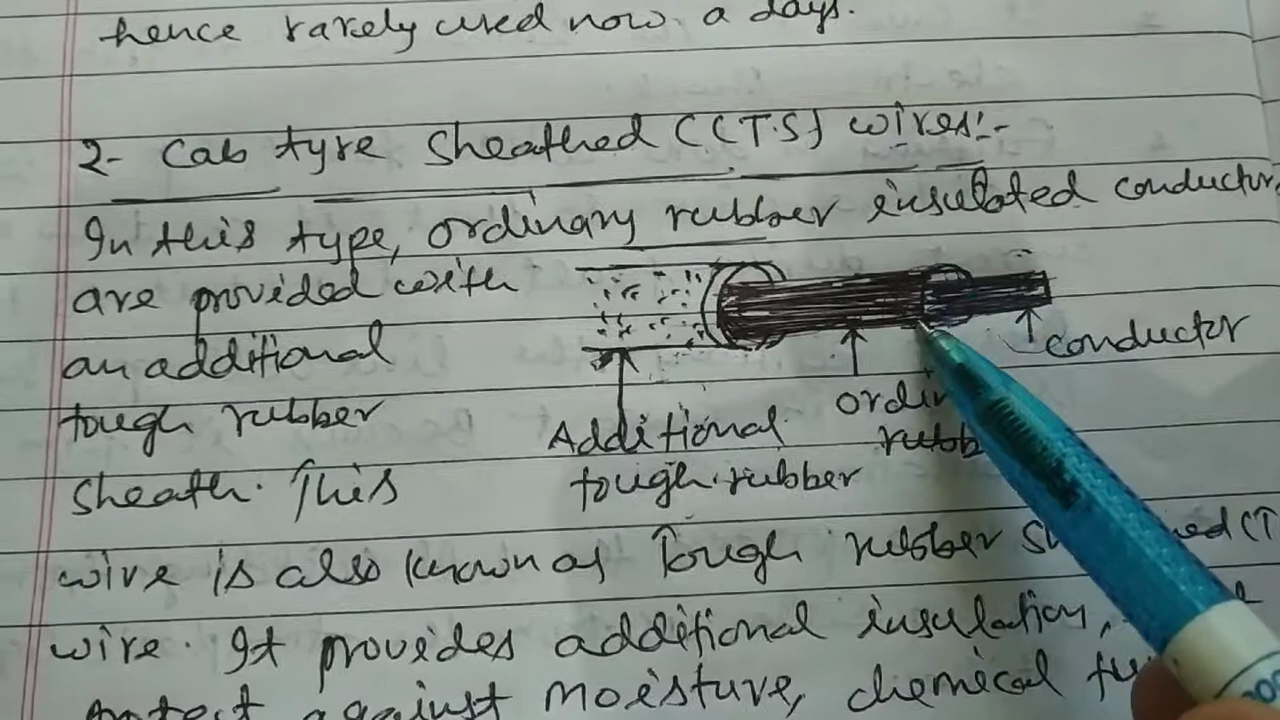 hence rarely used now a days.
2- Cab tyre Sheathed (C.T.S) wires:-
In this type, ordinary rubber insulated conductor
are provided with
an additional
conductor
tough rubber
Additional
sheath. This
tough rubber
wire is also known as Tough rubber
wire. It provides additional insulation,
against moisture, chemical